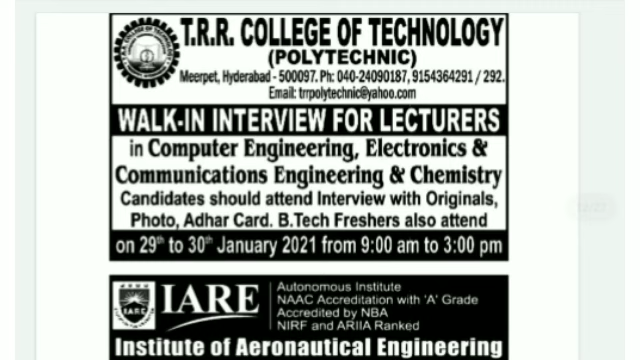 T.R.R. COLLEGE OF TECHNOLOGY
(POLYTECHNIC)
Meerpet, Hyderabad - 500097. Ph: 040-24090187, 9154364291 / 292.
Email: trrpolytechnic@yahoo.com
WALK-IN INTERVIEW FOR LECTURERS
in Computer Engineering, Electronics &
Communications Engineering & Chemistry
Candidates should attend Interview with Originals,
Photo, Adhar Card. B.Tech Freshers also attend
on 29th to 30th January 2021 from 9:00 am to 3:00 pm
IARE
Autonomous Institute
NAAC Accreditation with 'A' Grade
Accredited by NBA
NIRF and ARIIA Ranked
IARE
Institute of Aeronautical Engineering